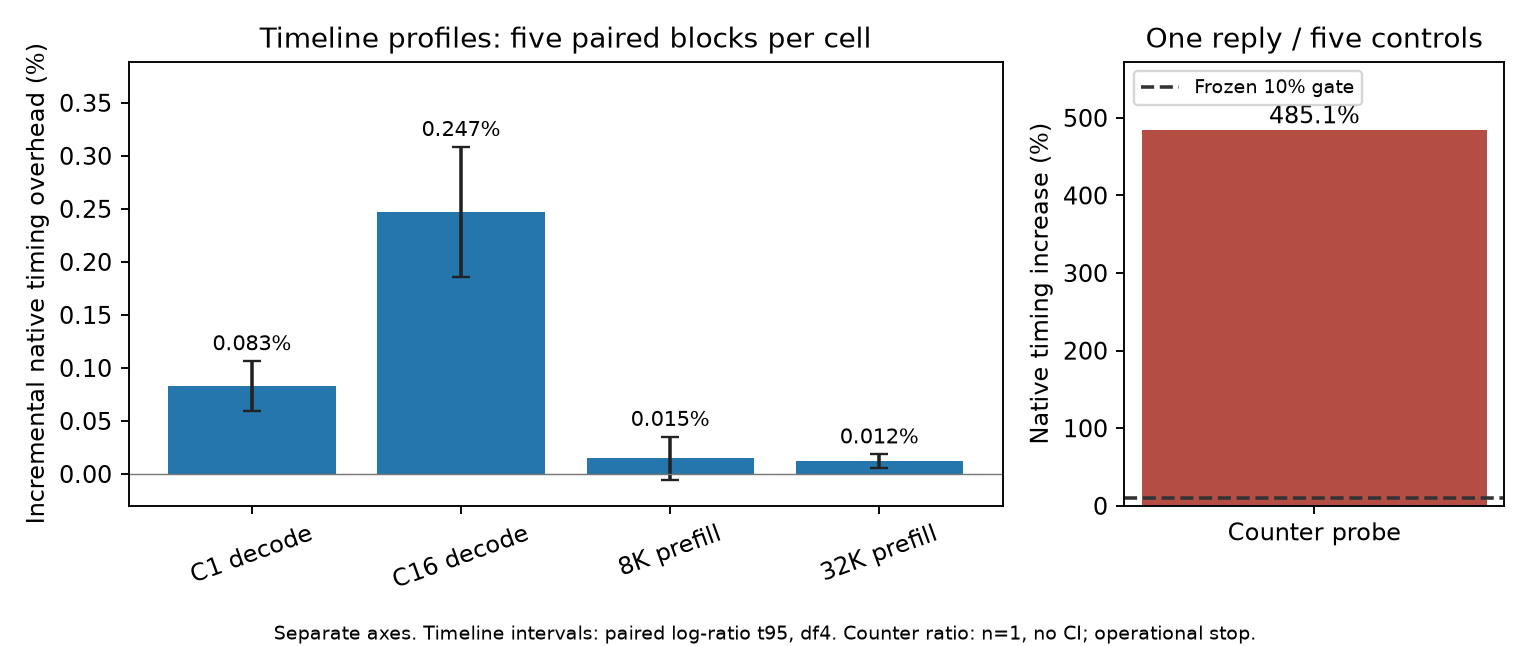 Timeline profiles: five paired blocks per cell
Incremental native timing overhead (%)
0.35
0.30
0.25
0.20
0.15
0.10
0.05
0.00
0.083%
0.247%
0.015%
0.012%
C1 decode
C16 decode
8K prefill
32K prefill
One reply / five controls
Native timing increase (%)
500
400
300
200
100
0
Frozen 10% gate
485.1%
Counter probe
Separate axes. Timeline intervals: paired log-ratio t95, df4. Counter ratio: n=1, no CI; operational stop.